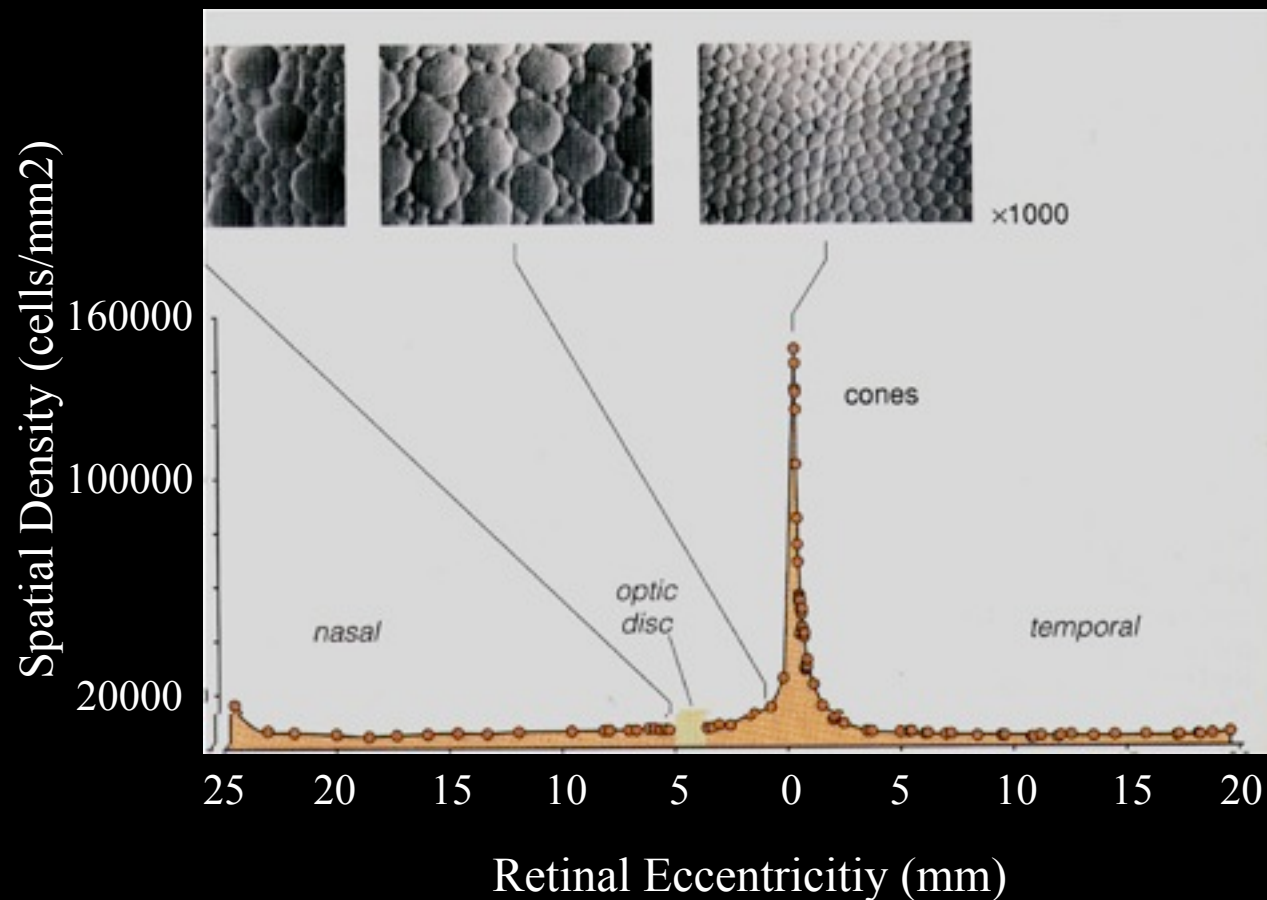 ×1000
Spatial Density (cells/mm2)
160000
100000
20000
cones
optic
disc
nasal
temporal
25 20 15 10 5 0 5 10 15 20
Retinal Eccentricitiy (mm)